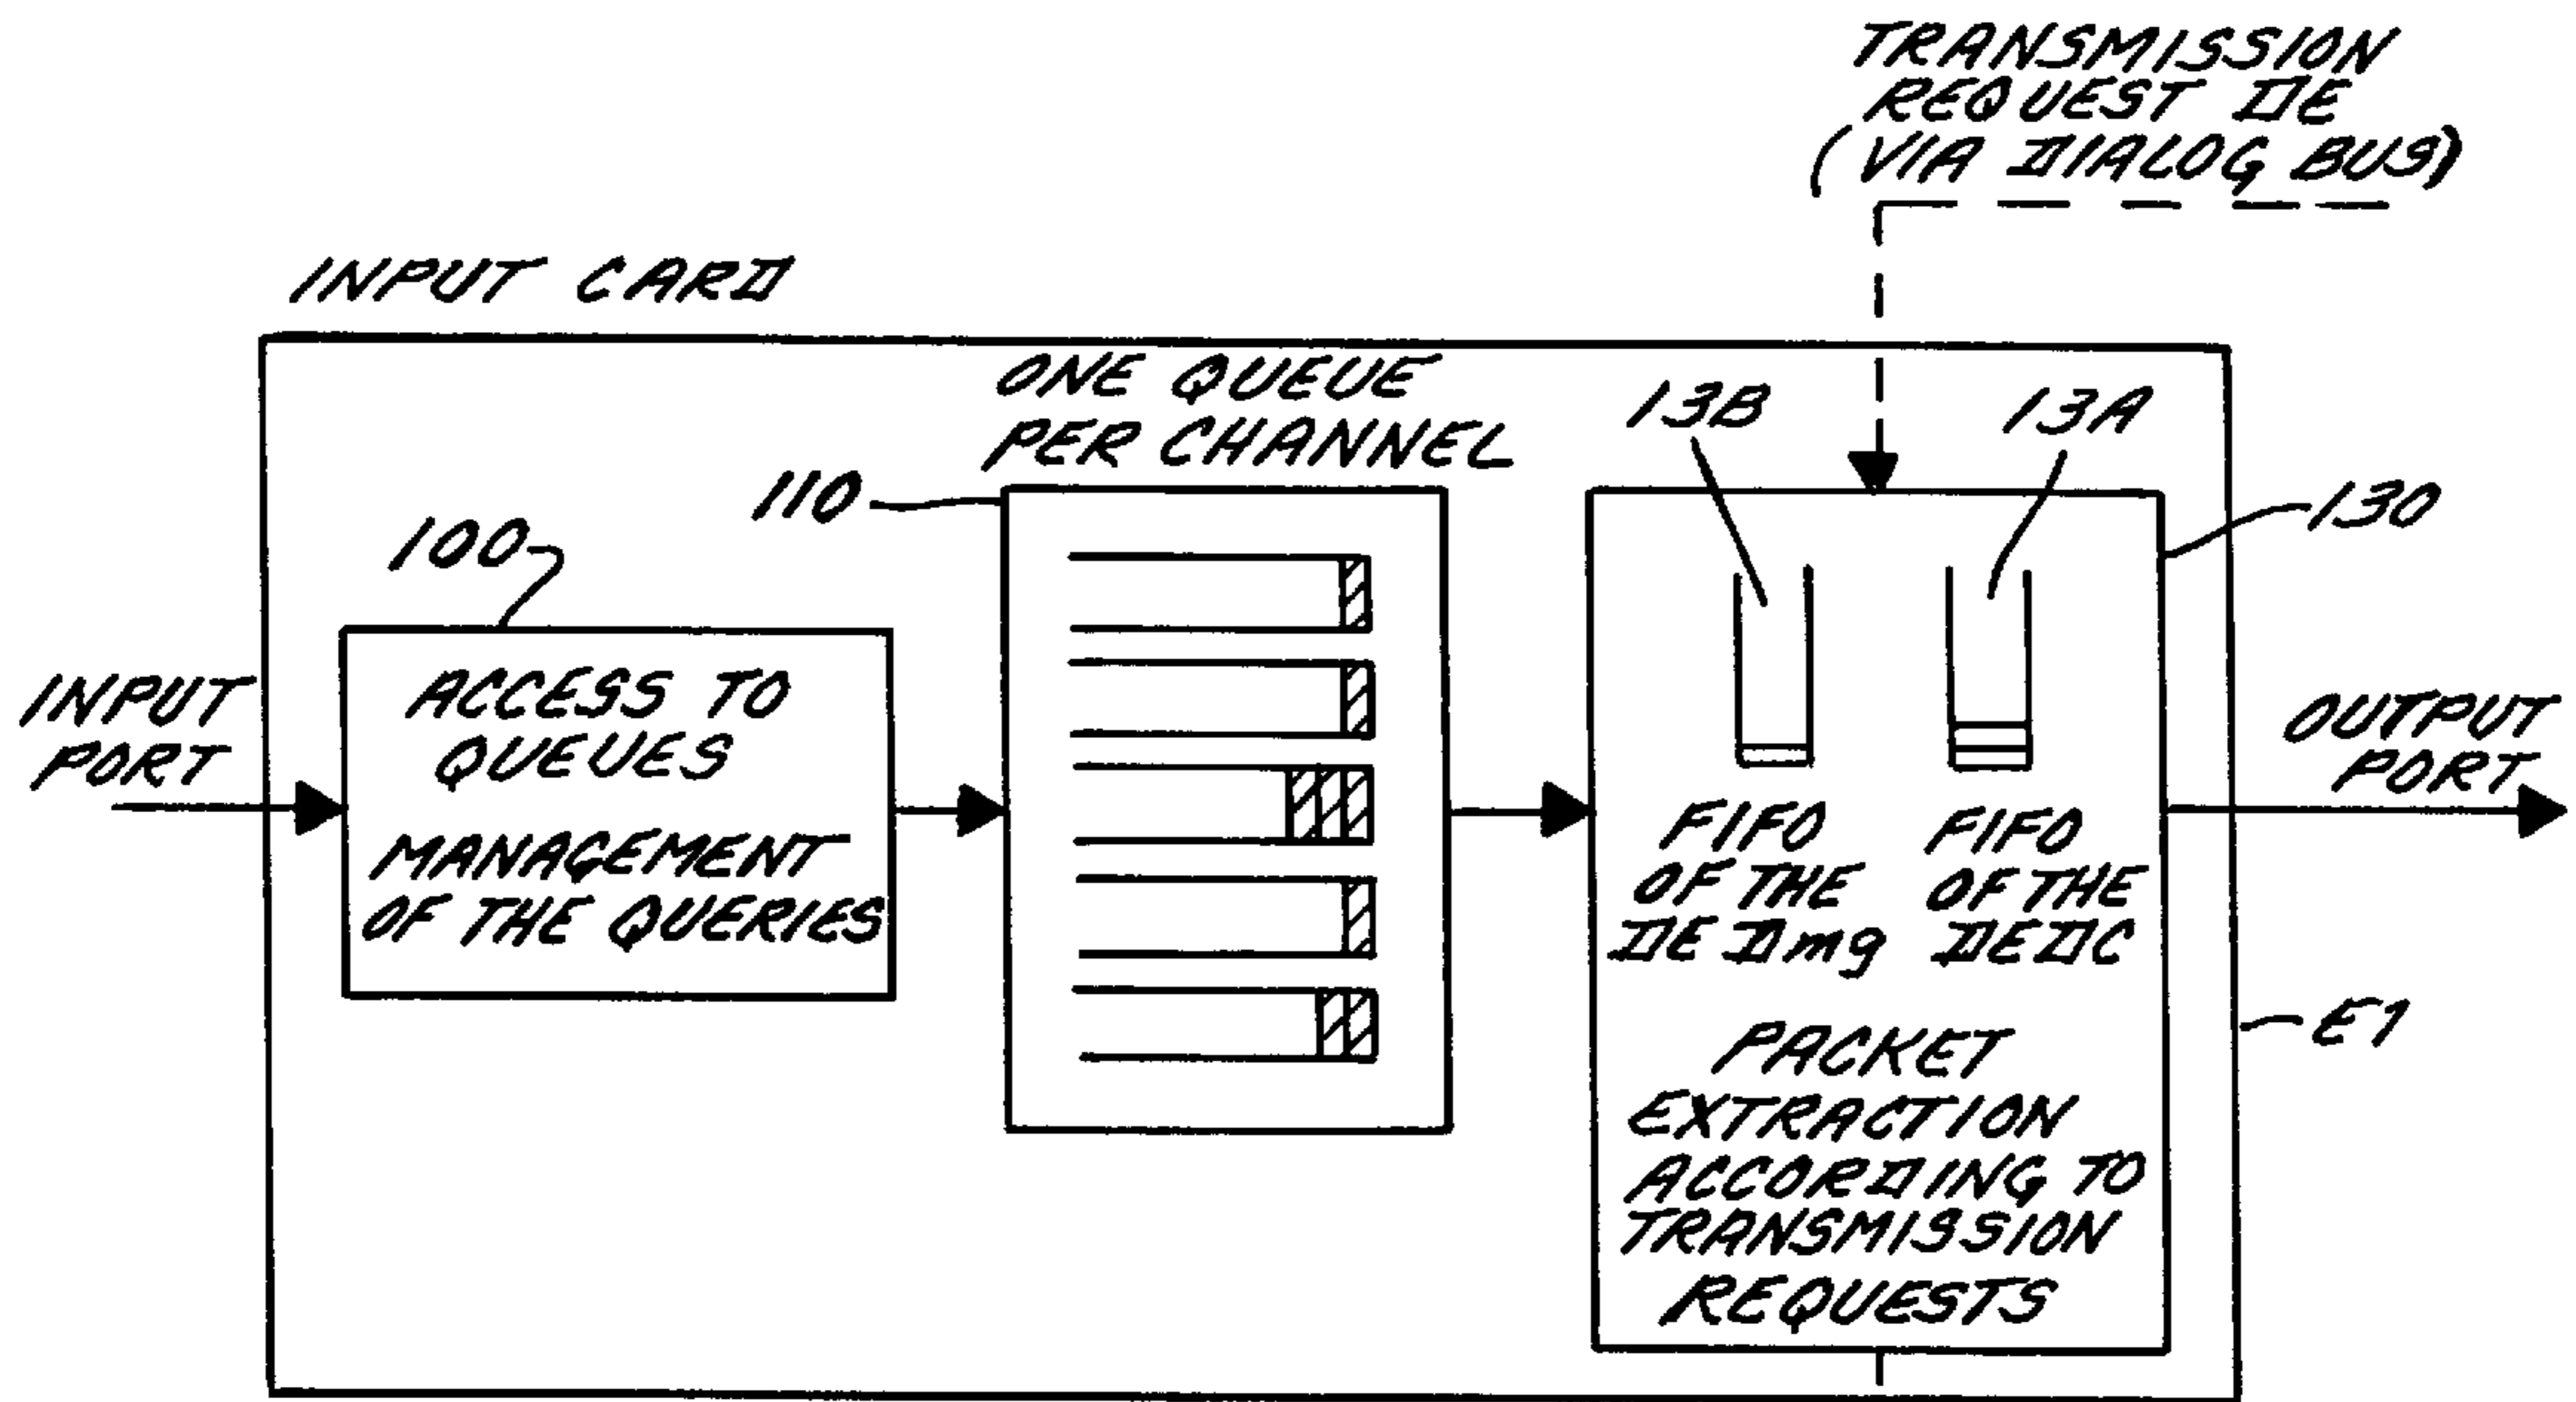 TRANSMISSION
REQUEST DE
(VIA DIALOG BUS)
INPUT CARD
ONE QUEUE
PER CHANNEL
13B
13A
110
130
100
INPUT
PORT
ACCESS TO
QUEUES
MANAGEMENT
OF THE QUERIES
OUTPUT
PORT
FIFO
OF THE
DE Dmg
FIFO
OF THE
DEDC
E1
PACKET
EXTRACTION
ACCORDING TO
TRANSMISSION
REQUESTS